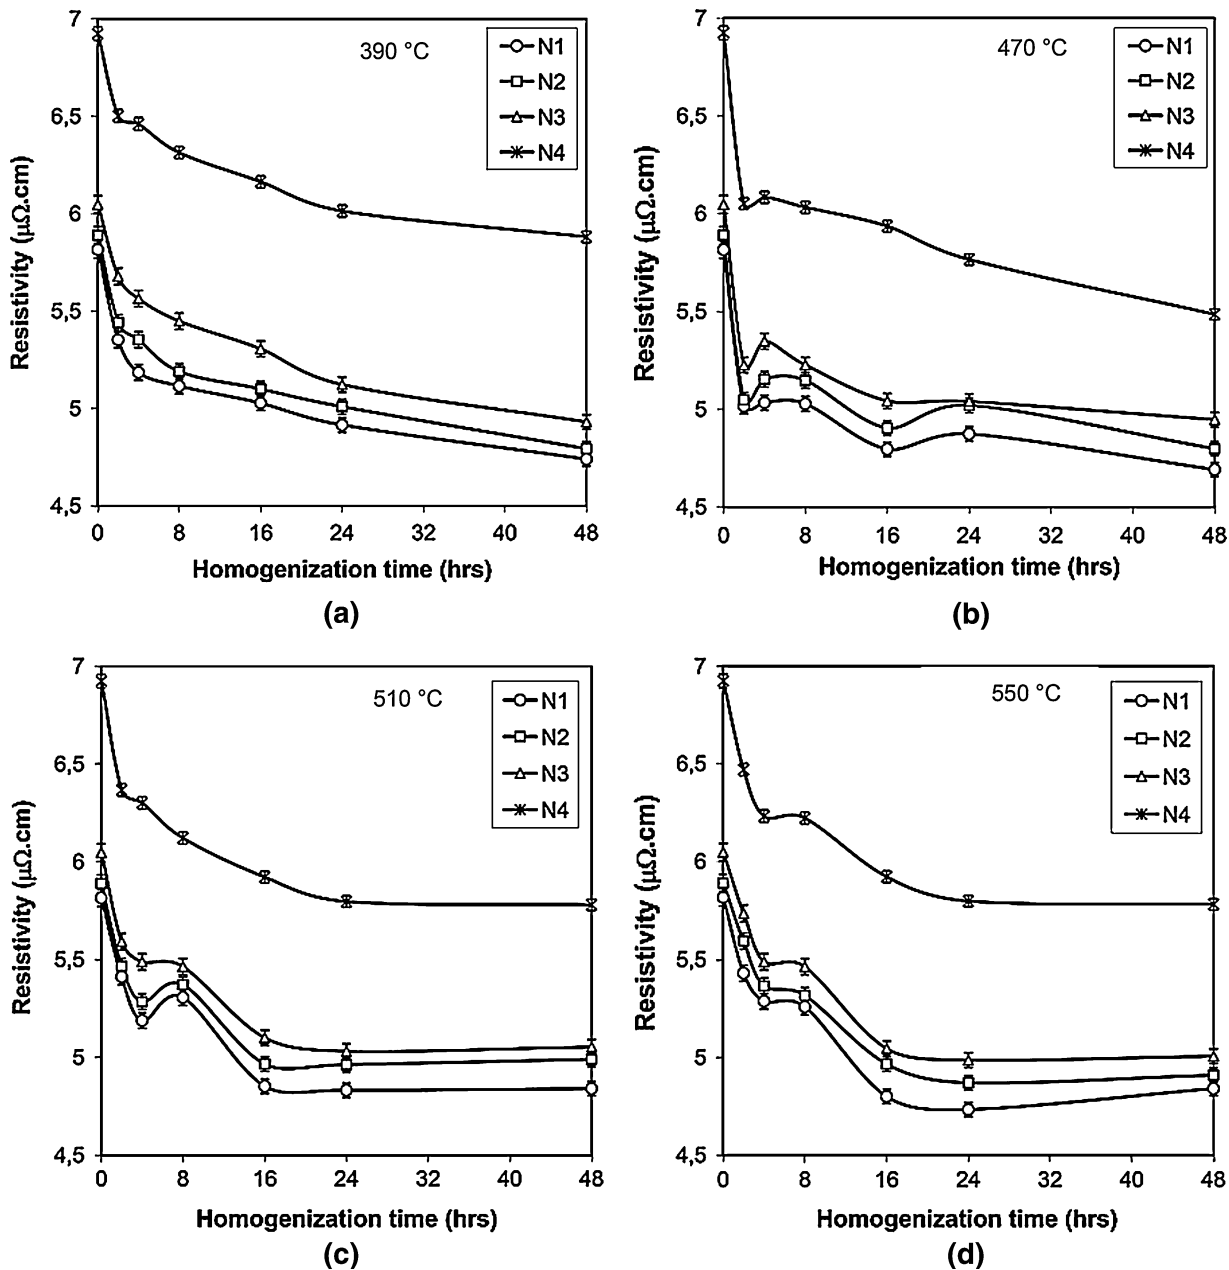 7
6,5
6
5,5
5
4,5
Resistivity (μΩ.cm)
390 °C
N1
N2
N3
N4
0 8 16 24 32 40 48
Homogenization time (hrs)
(a)
7
6,5
6
5,5
5
4,5
Resistivity (μΩ.cm)
470 °C
N1
N2
N3
N4
0 8 16 24 32 40 48
Homogenization time (hrs)
(b)
7
6,5
6
5,5
5
4,5
Resistivity (μΩ.cm)
510 °C
N1
N2
N3
N4
0 8 16 24 32 40 48
Homogenization time (hrs)
(c)
7
6,5
6
5,5
5
4,5
Resistivity (μΩ.cm)
550 °C
N1
N2
N3
N4
0 8 16 24 32 40 48
Homogenization time (hrs)
(d)